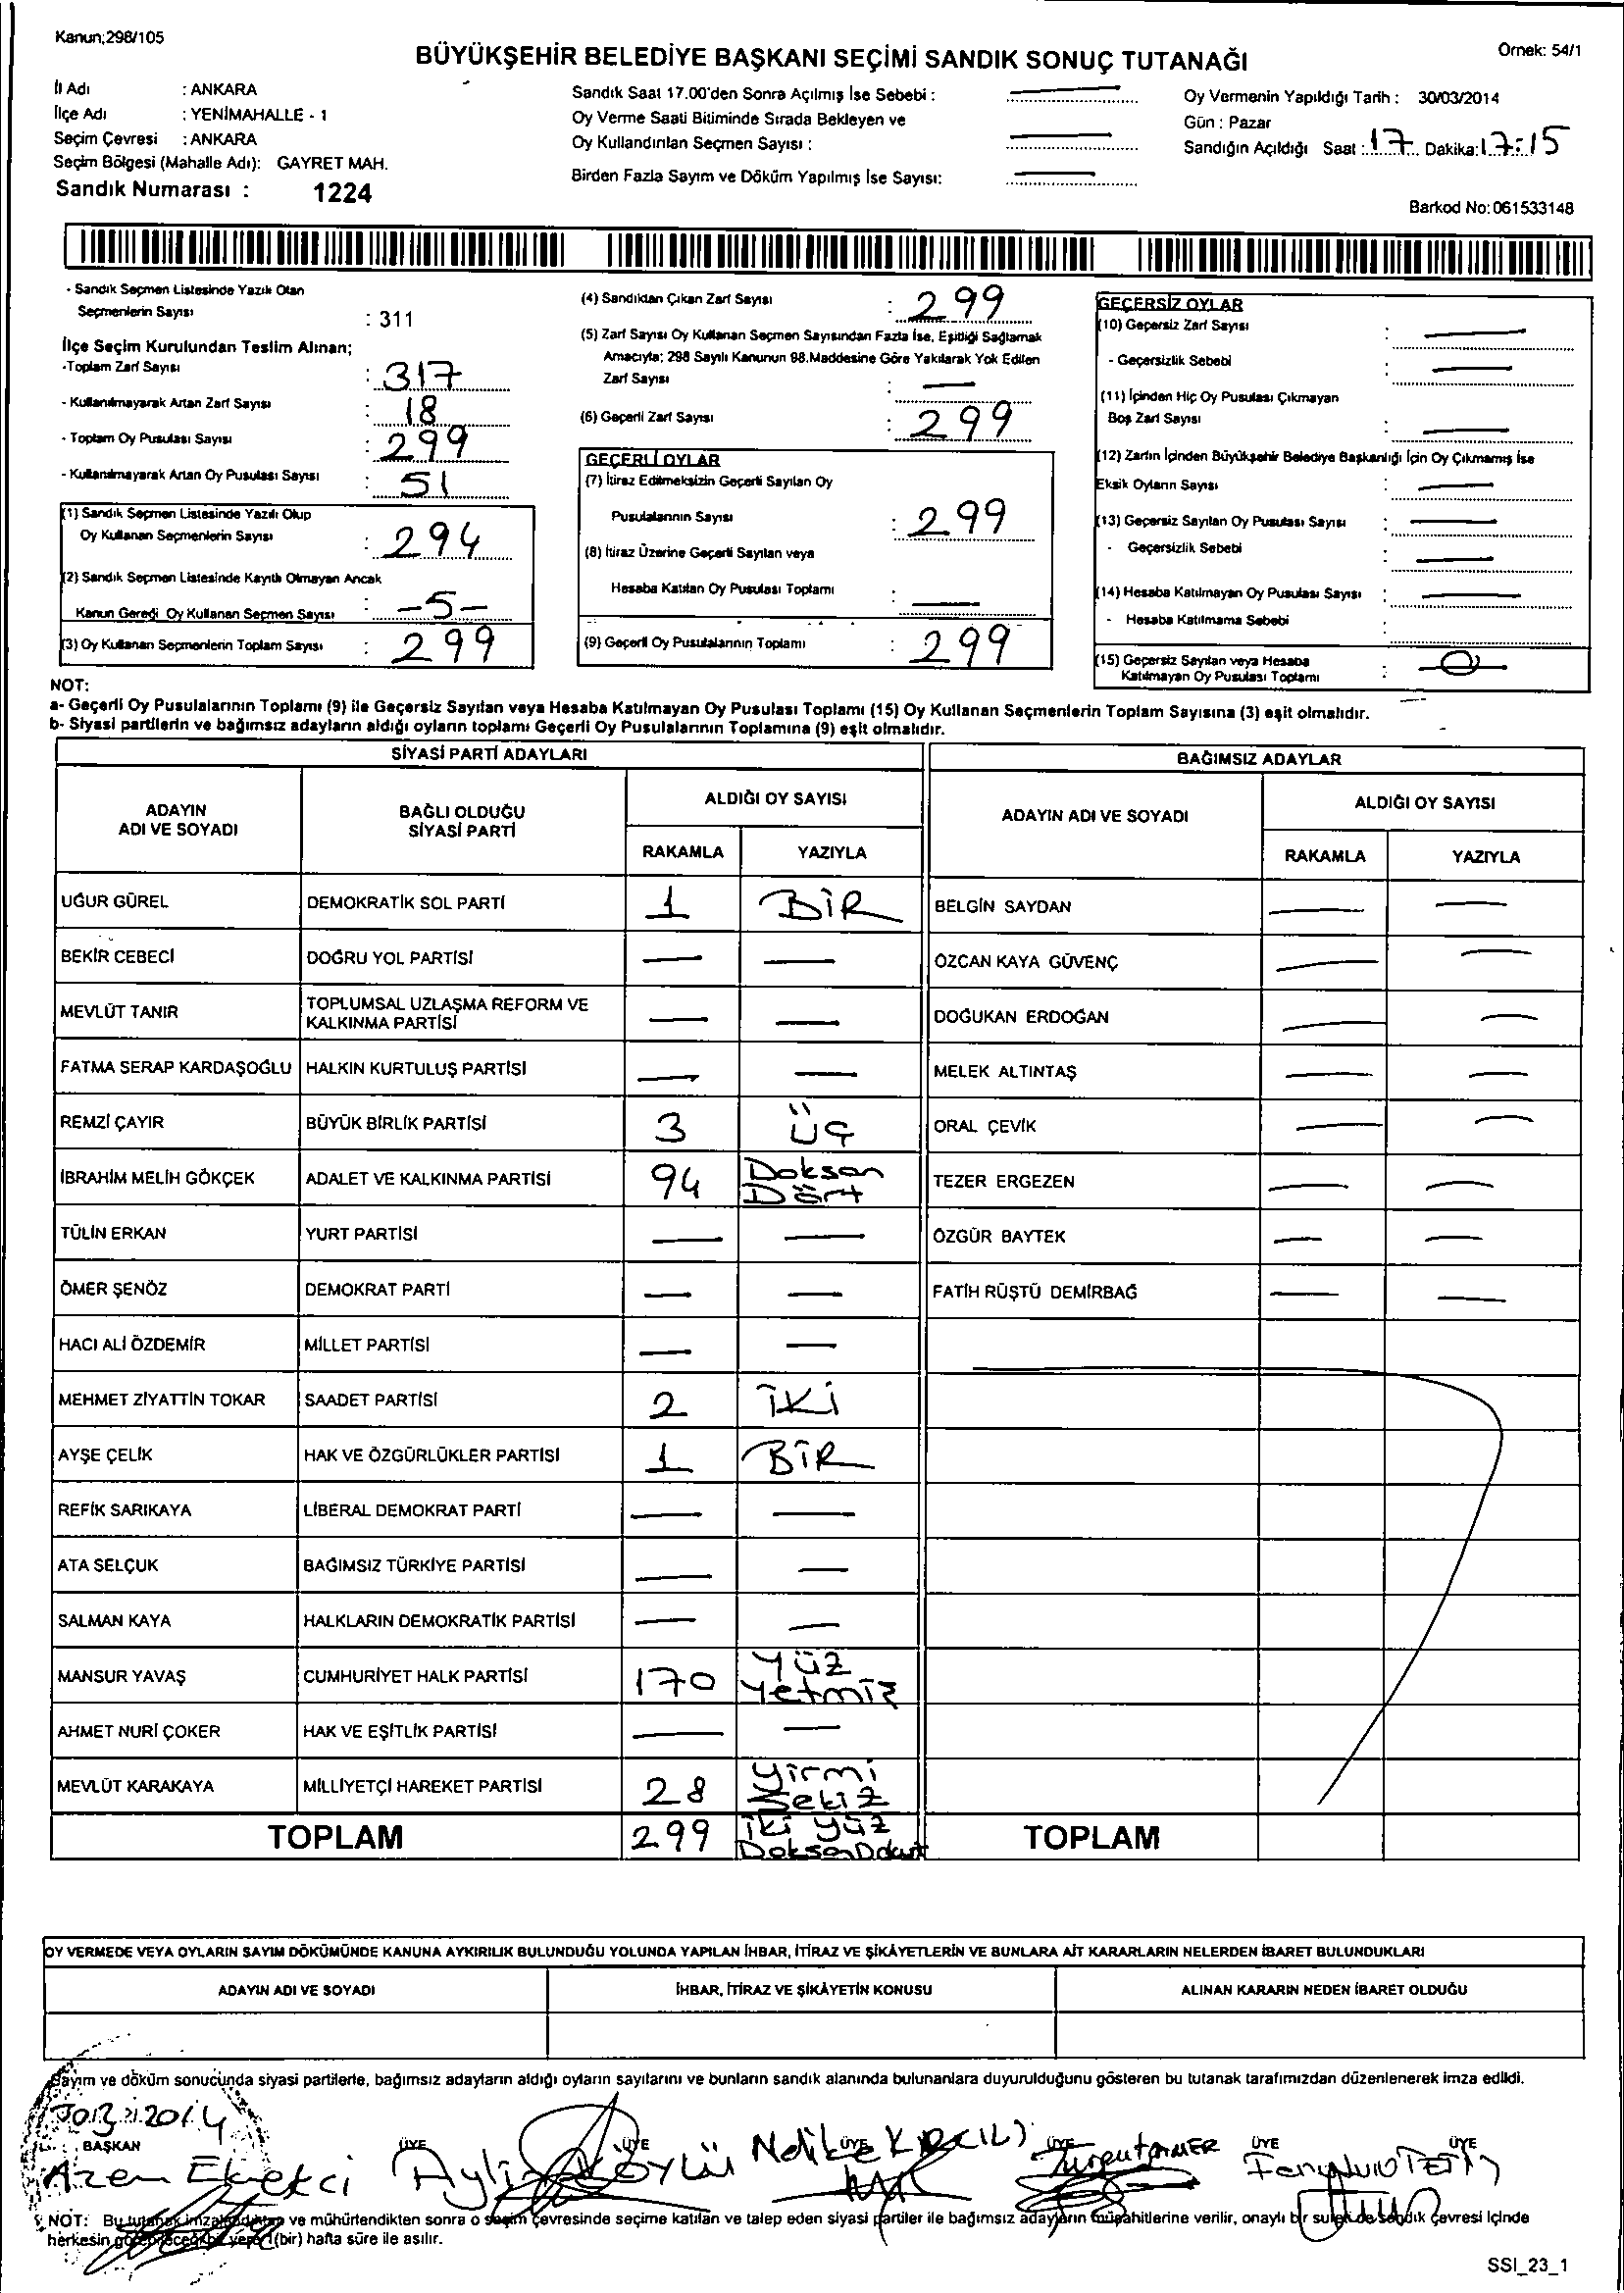 Kanun;298/105
Örnek: 54/1
BÜYÜKŞEHİR BELEDİYE BAŞKANI SEÇİMİ SANDIK SONUÇ TUTANAĞI
İl Adı : ANKARA
İlçe Adı : YENİMAHALLE - 1
Seçim Çevresi : ANKARA
Seçim Bölgesi (Mahalle Adı): GAYRET MAH.
Sandık Numarası : 1224
Sandık Saat 17.00'den Sonra Açılmış İse Sebebi :
Oy Verme Saati Bitiminde Sırada Bekleyen ve
Oy Kullandırılan Seçmen Sayısı :
Birden Fazla Sayım ve Döküm Yapılmış İse Sayısı:
Oy Vermenin Yapıldığı Tarih : 30/03/2014
Gün : Pazar
Sandığın Açıldığı Saat : 17 Dakika: 17:15
Barkod No: 061533148
- Sandık Seçmen Listesinde Yazılı Olan
Seçmenlerin Sayısı : 311
İlçe Seçim Kurulundan Teslim Alınan;
-Toplam Zarf Sayısı : 317
- Kullanılmayarak Artan Zarf Sayısı : 18
- Toplam Oy Pusulası Sayısı : 299
- Kullanılmayarak Artan Oy Pusulası Sayısı : 51
(1) Sandık Seçmen Listesinde Yazılı Olup
Oy Kullanan Seçmenlerin Sayısı : 294
(2) Sandık Seçmen Listesinde Kayıtlı Olmayan Ancak
Kanun Gereği Oy Kullanan Seçmen Sayısı : -5-
(3) Oy Kullanan Seçmenlerin Toplam Sayısı : 299
(4) Sandıktan Çıkan Zarf Sayısı : 299
(5) Zarf Sayısı Oy Kullanan Seçmen Sayısından Fazla İse, Eşitliği Sağlamak
Amacıyla; 298 Sayılı Kanunun 98.Maddesine Göre Yakılarak Yok Edilen
Zarf Sayısı : —
(6) Geçerli Zarf Sayısı : 299
GEÇERLİ OYLAR
(7) İtiraz Edilmeksizin Geçerli Sayılan Oy
Pusulalarının Sayısı : 299
(8) İtiraz Üzerine Geçerli Sayılan veya
Hesaba Katılan Oy Pusulası Toplamı : —
(9) Geçerli Oy Pusulalarının Toplamı : 299
GEÇERSİZ OYLAR
(10) Geçersiz Zarf Sayısı : —
- Geçersizlik Sebebi : —
(11) İçinden Hiç Oy Pusulası Çıkmayan
Boş Zarf Sayısı : —
(12) Zarfın İçinden Büyükşehir Belediye Başkanlığı İçin Oy Çıkmamış İse
Eksik Oyların Sayısı : —
(13) Geçersiz Sayılan Oy Pusulası Sayısı : —
- Geçersizlik Sebebi : —
(14) Hesaba Katılmayan Oy Pusulası Sayısı : —
- Hesaba Katılmama Sebebi :
(15) Geçersiz Sayılan veya Hesaba
Katılmayan Oy Pusulası Toplamı : 0
NOT:
a- Geçerli Oy Pusulalarının Toplamı (9) ile Geçersiz Sayılan veya Hesaba Katılmayan Oy Pusulası Toplamı (15) Oy Kullanan Seçmenlerin Toplam Sayısına (3) eşit olmalıdır.
b- Siyasi partilerin ve bağımsız adayların aldığı oyların toplamı Geçerli Oy Pusulalarının Toplamına (9) eşit olmalıdır.
SİYASİ PARTİ ADAYLARI
ADAYIN ADI VE SOYADI
BAĞLI OLDUĞU SİYASİ PARTİ
ALDIĞI OY SAYISI
RAKAMLA YAZIYLA
UĞUR GÜREL DEMOKRATİK SOL PARTİ 1 BİR
BEKİR CEBECİ DOĞRU YOL PARTİSİ — —
MEVLÜT TANIR TOPLUMSAL UZLAŞMA REFORM VE KALKINMA PARTİSİ — —
FATMA SERAP KARDAŞOĞLU HALKIN KURTULUŞ PARTİSİ — —
REMZİ ÇAYIR BÜYÜK BİRLİK PARTİSİ 3 ÜÇ
İBRAHİM MELİH GÖKÇEK ADALET VE KALKINMA PARTİSİ 94 Doksan Dört
TÜLİN ERKAN YURT PARTİSİ — —
ÖMER ŞENÖZ DEMOKRAT PARTİ — —
HACI ALİ ÖZDEMİR MİLLET PARTİSİ — —
MEHMET ZİYATTİN TOKAR SAADET PARTİSİ 2 İKİ
AYŞE ÇELİK HAK VE ÖZGÜRLÜKLER PARTİSİ 1 BİR
REFİK SARIKAYA LİBERAL DEMOKRAT PARTİ — —
ATA SELÇUK BAĞIMSIZ TÜRKİYE PARTİSİ — —
SALMAN KAYA HALKLARIN DEMOKRATİK PARTİSİ — —
MANSUR YAVAŞ CUMHURİYET HALK PARTİSİ 170 Yüz Yetmiş
AHMET NURİ ÇOKER HAK VE EŞİTLİK PARTİSİ — —
MEVLÜT KARAKAYA MİLLİYETÇİ HAREKET PARTİSİ 28 Yirmi Sekiz
TOPLAM 299 İki yüz Doksan
BAĞIMSIZ ADAYLAR
ADAYIN ADI VE SOYADI
ALDIĞI OY SAYISI
RAKAMLA YAZIYLA
BELGİN SAYDAN — —
ÖZCAN KAYA GÜVENÇ — —
DOĞUKAN ERDOĞAN — —
MELEK ALTINTAŞ — —
ORAL ÇEVİK — —
TEZER ERGEZEN — —
ÖZGÜR BAYTEK — —
FATİH RÜŞTÜ DEMİRBAĞ — —
TOPLAM
OY VERMEDE VEYA OYLARIN SAYIM DÖKÜMÜNDE KANUNA AYKIRILIK BULUNDUĞU YOLUNDA YAPILAN İHBAR, İTİRAZ VE ŞİKÂYETLERİN VE BUNLARA AİT KARARLARIN NELERDEN İBARET BULUNDUKLARI
ADAYIN ADI VE SOYADI İHBAR, İTİRAZ VE ŞİKÂYETİN KONUSU ALINAN KARARIN NEDEN İBARET OLDUĞU
Sayım ve döküm sonucunda siyasi partilerle, bağımsız adayların aldığı oyların sayılarını ve bunların sandık alanında bulunanlara duyurulduğunu gösteren bu tutanak tarafımızdan düzenlenerek imza edildi.
BAŞKAN ÜYE ÜYE ÜYE ÜYE ÜYE ÜYE
NOT: Bu tutanak imzalandıktan ve mühürlendikten sonra o seçim çevresinde seçime katılan ve talep eden siyasi partiler ile bağımsız adayların müşahitlerine verilir, onaylı bir sureti de sandık çevresi içinde
herkesin görebileceği bir yere 1(bir) hafta süre ile asılır.
SSI_23_1